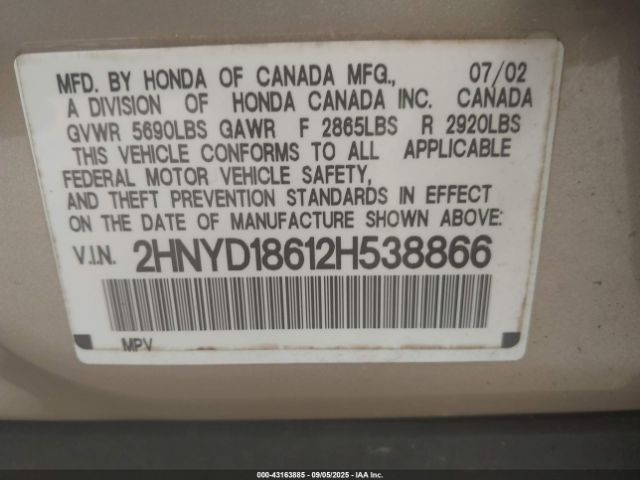 MFD. BY HONDA OF CANADA MFG., 07/02
A DIVISION OF HONDA CANADA INC. CANADA
GVWR 5690LBS GAWR F 2865LBS R 2920LBS
THIS VEHICLE CONFORMS TO ALL APPLICABLE
FEDERAL MOTOR VEHICLE SAFETY,
AND THEFT PREVENTION STANDARDS IN EFFECT
ON THE DATE OF MANUFACTURE SHOWN ABOVE:
V.I.N. 2HNYD18612H538866
MPV
000-43163885 - 09/05/2025 - IAAI.COM